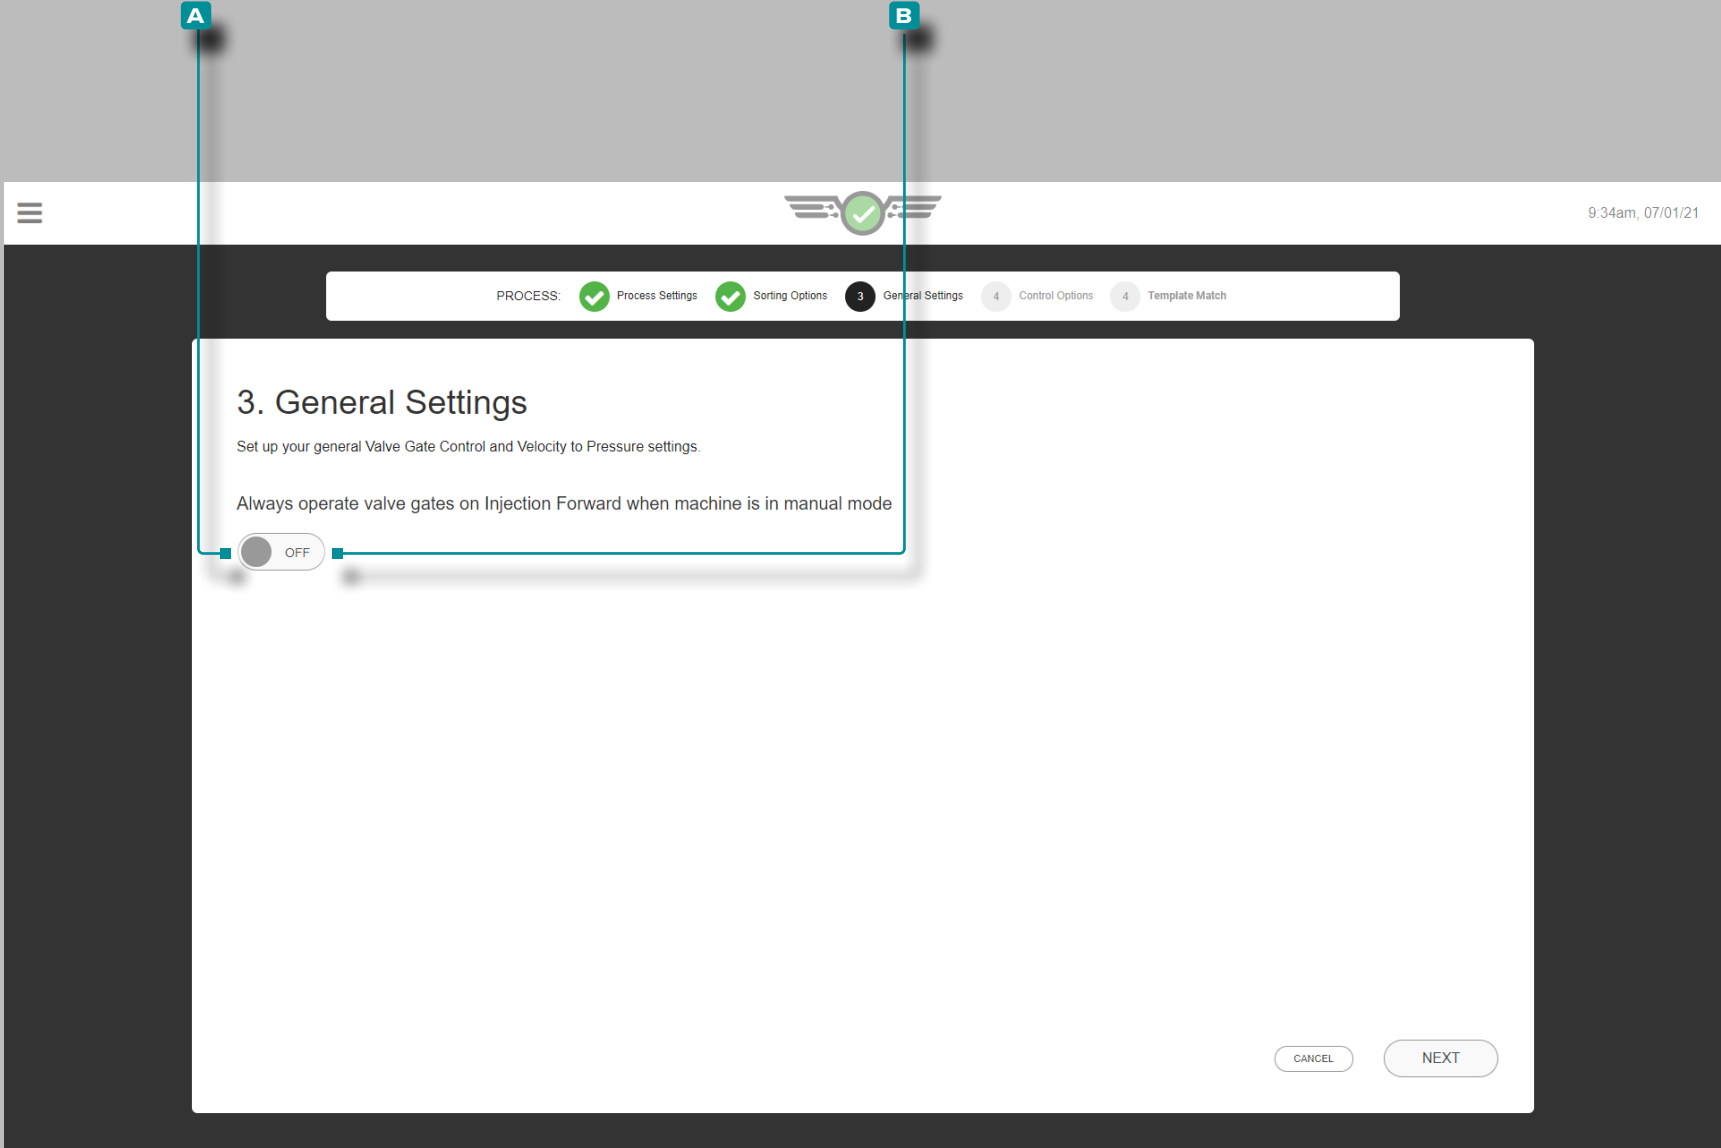 A B
9:34am, 07/01/21
PROCESS: Process Settings Sorting Options 3 General Settings 4 Control Options 4 Template Match
3. General Settings
Set up your general Valve Gate Control and Velocity to Pressure settings.
Always operate valve gates on Injection Forward when machine is in manual mode
OFF
CANCEL NEXT